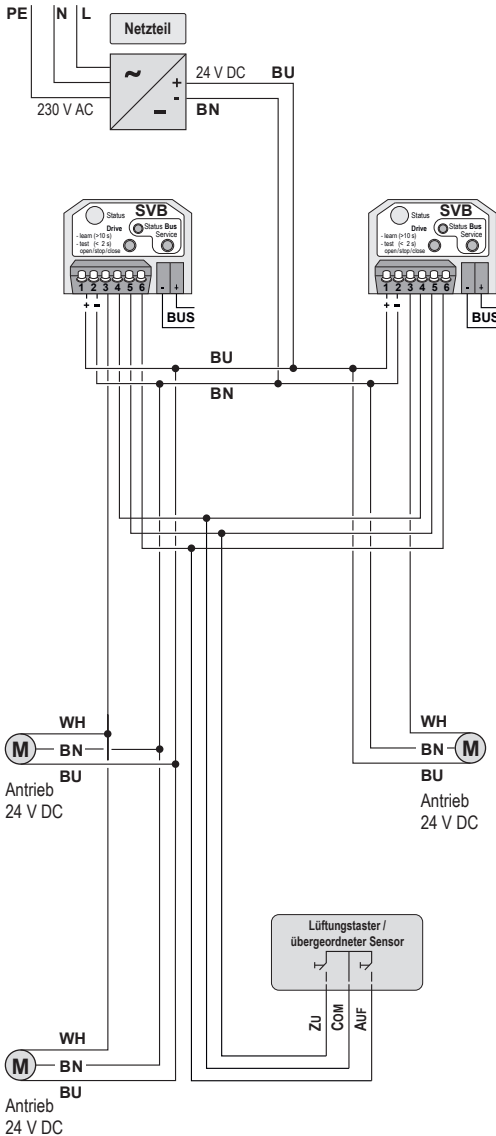 PE N L
Netzteil
~
+
24 V DC BU
-
BN
230 V AC
–
Status SVB
Drive Status Bus
- learn (>10 s) Service
- test (< 2 s)
open/stop/close
1 2 3 4 5 6 - +
+ –
BUS
Status SVB
Drive Status Bus
- learn (>10 s) Service
- test (< 2 s)
open/stop/close
1 2 3 4 5 6 - +
+ –
BUS
BU
BN
WH
M BN
BU
Antrieb
24 V DC
WH
BN M
BU
Antrieb
24 V DC
Lüftungstaster /
übergeordneter Sensor
ZU
COM
AUF
WH
M BN
BU
Antrieb
24 V DC